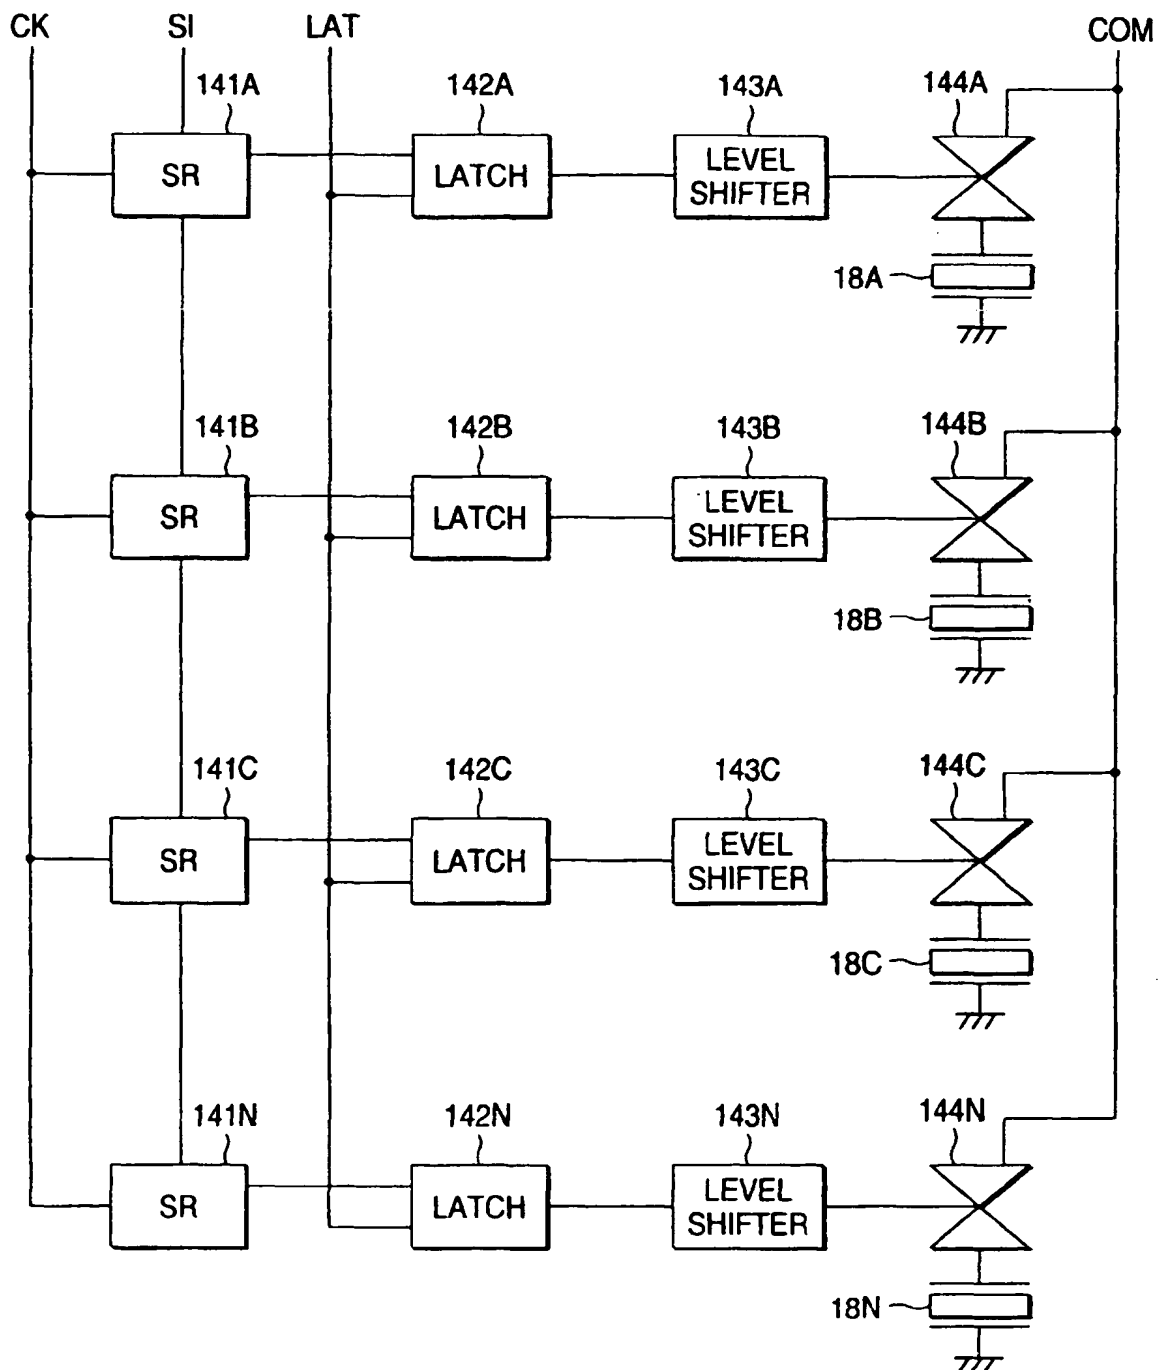 CK SI LAT COM
141A 142A 143A 144A
SR LATCH LEVEL
SHIFTER
18A
141B 142B 143B 144B
SR LATCH LEVEL
SHIFTER
18B
141C 142C 143C 144C
SR LATCH LEVEL
SHIFTER
18C
141N 142N 143N 144N
SR LATCH LEVEL
SHIFTER
18N